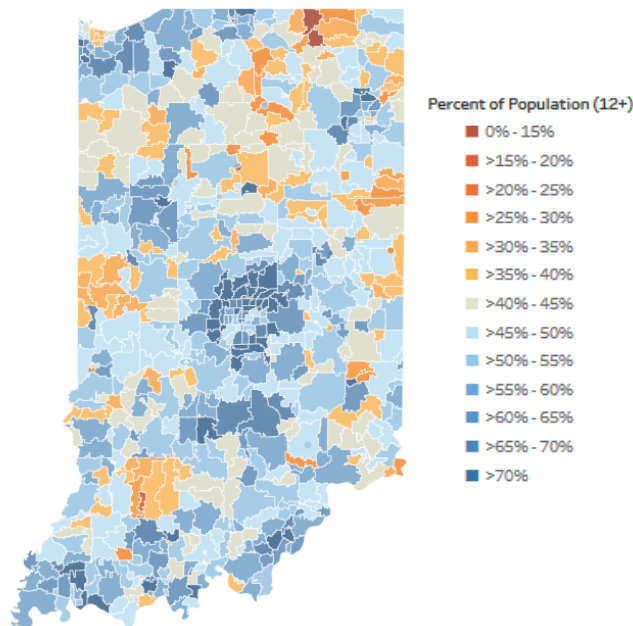 Percent of Population (12+)
0% - 15%
>15% - 20%
>20% - 25%
>25% - 30%
>30% - 35%
>35% - 40%
>40% - 45%
>45% - 50%
>50% - 55%
>55% - 60%
>60% - 65%
>65% - 70%
>70%